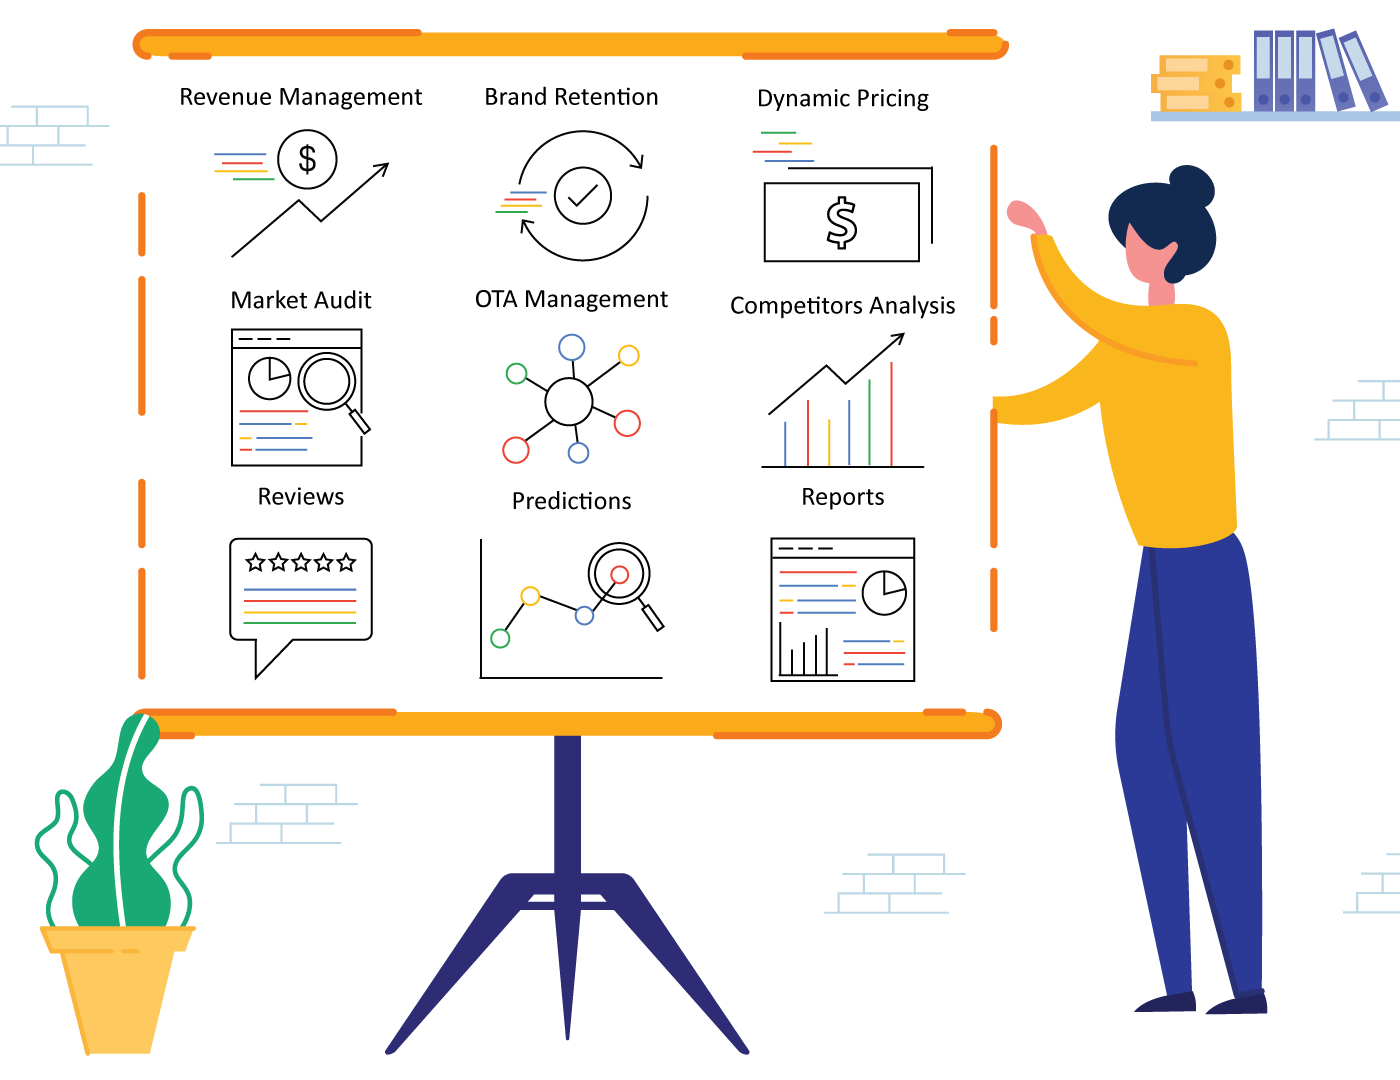 Revenue Management
Brand Retention
Dynamic Pricing
$
$
Market Audit
OTA Management
Competitors Analysis
Reviews
Predictions
Reports